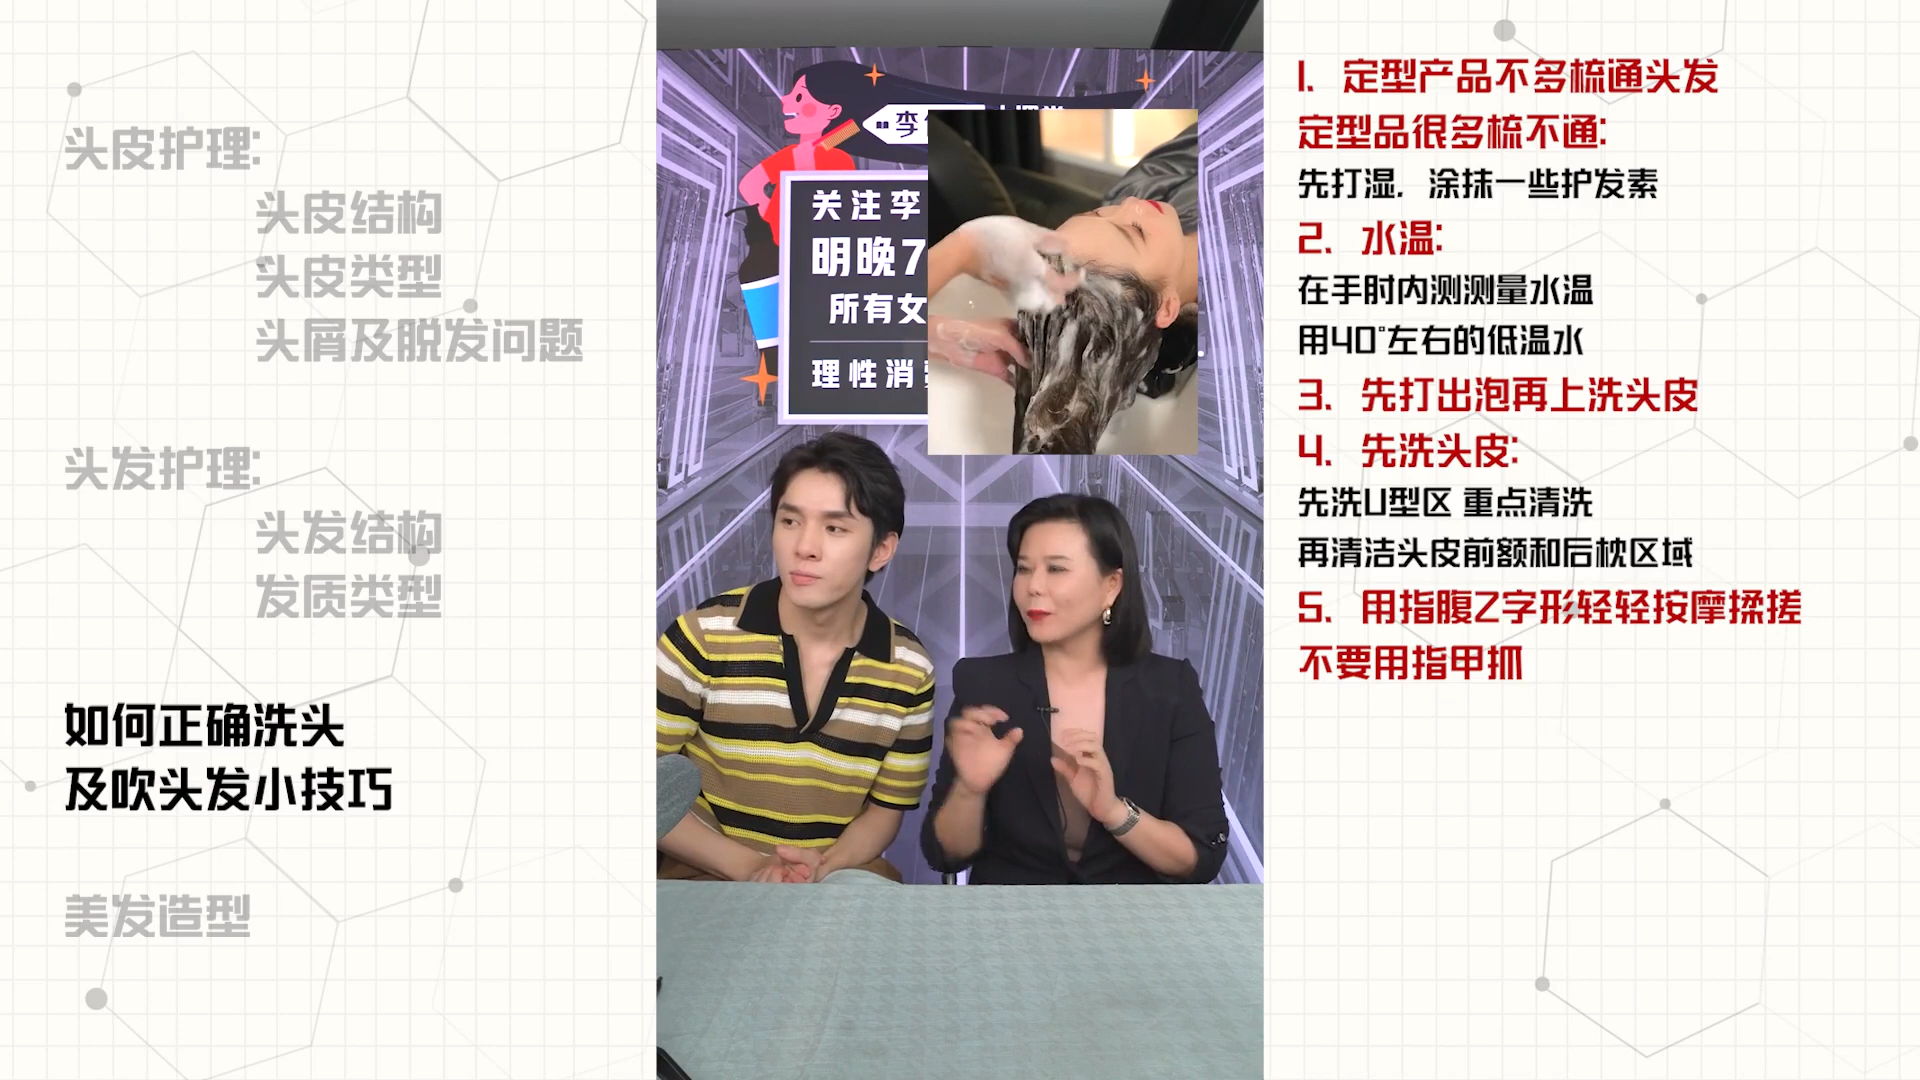 头皮护理:
头皮结构
头皮类型
头屑及脱发问题
头发护理:
头发结构
发质类型
如何正确洗头
及吹头发小技巧
美发造型
李
关注李
明晚7
所有女
理性消
1. 定型产品不多梳通头发
定型品很多梳不通:
先打湿，涂抹一些护发素
2. 水温:
在手肘内测测量水温
用40°左右的低温水
3. 先打出泡再上洗头皮
4. 先洗头皮:
先洗U型区 重点清洗
再清洁头皮前额和后枕区域
5. 用指腹Z字形轻轻按摩揉搓
不要用指甲抓